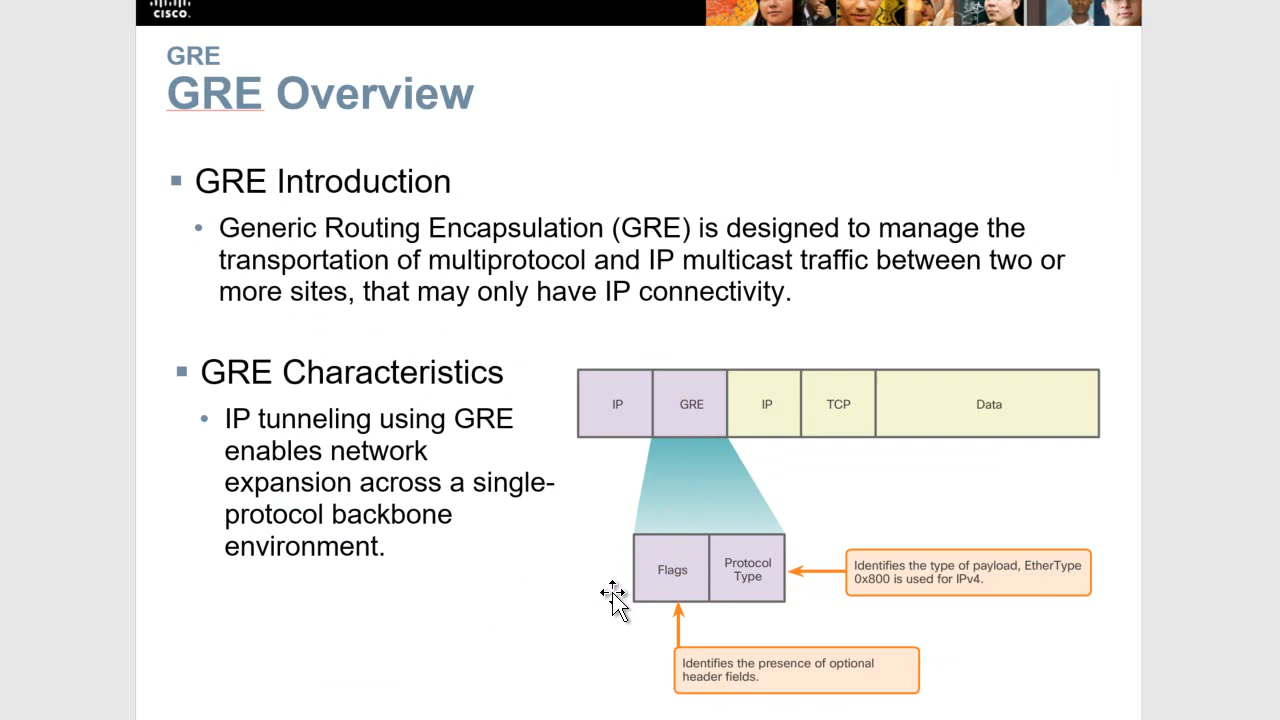 CISCO.
GRE
GRE Overview
GRE Introduction
Generic Routing Encapsulation (GRE) is designed to manage the
transportation of multiprotocol and IP multicast traffic between two or
more sites, that may only have IP connectivity.
GRE Characteristics
IP tunneling using GRE
enables network
expansion across a single-
protocol backbone
environment.
IP GRE IP TCP Data
Flags Protocol
Type
Identifies the type of payload, EtherType
0x800 is used for IPv4.
Identifies the presence of optional
header fields.